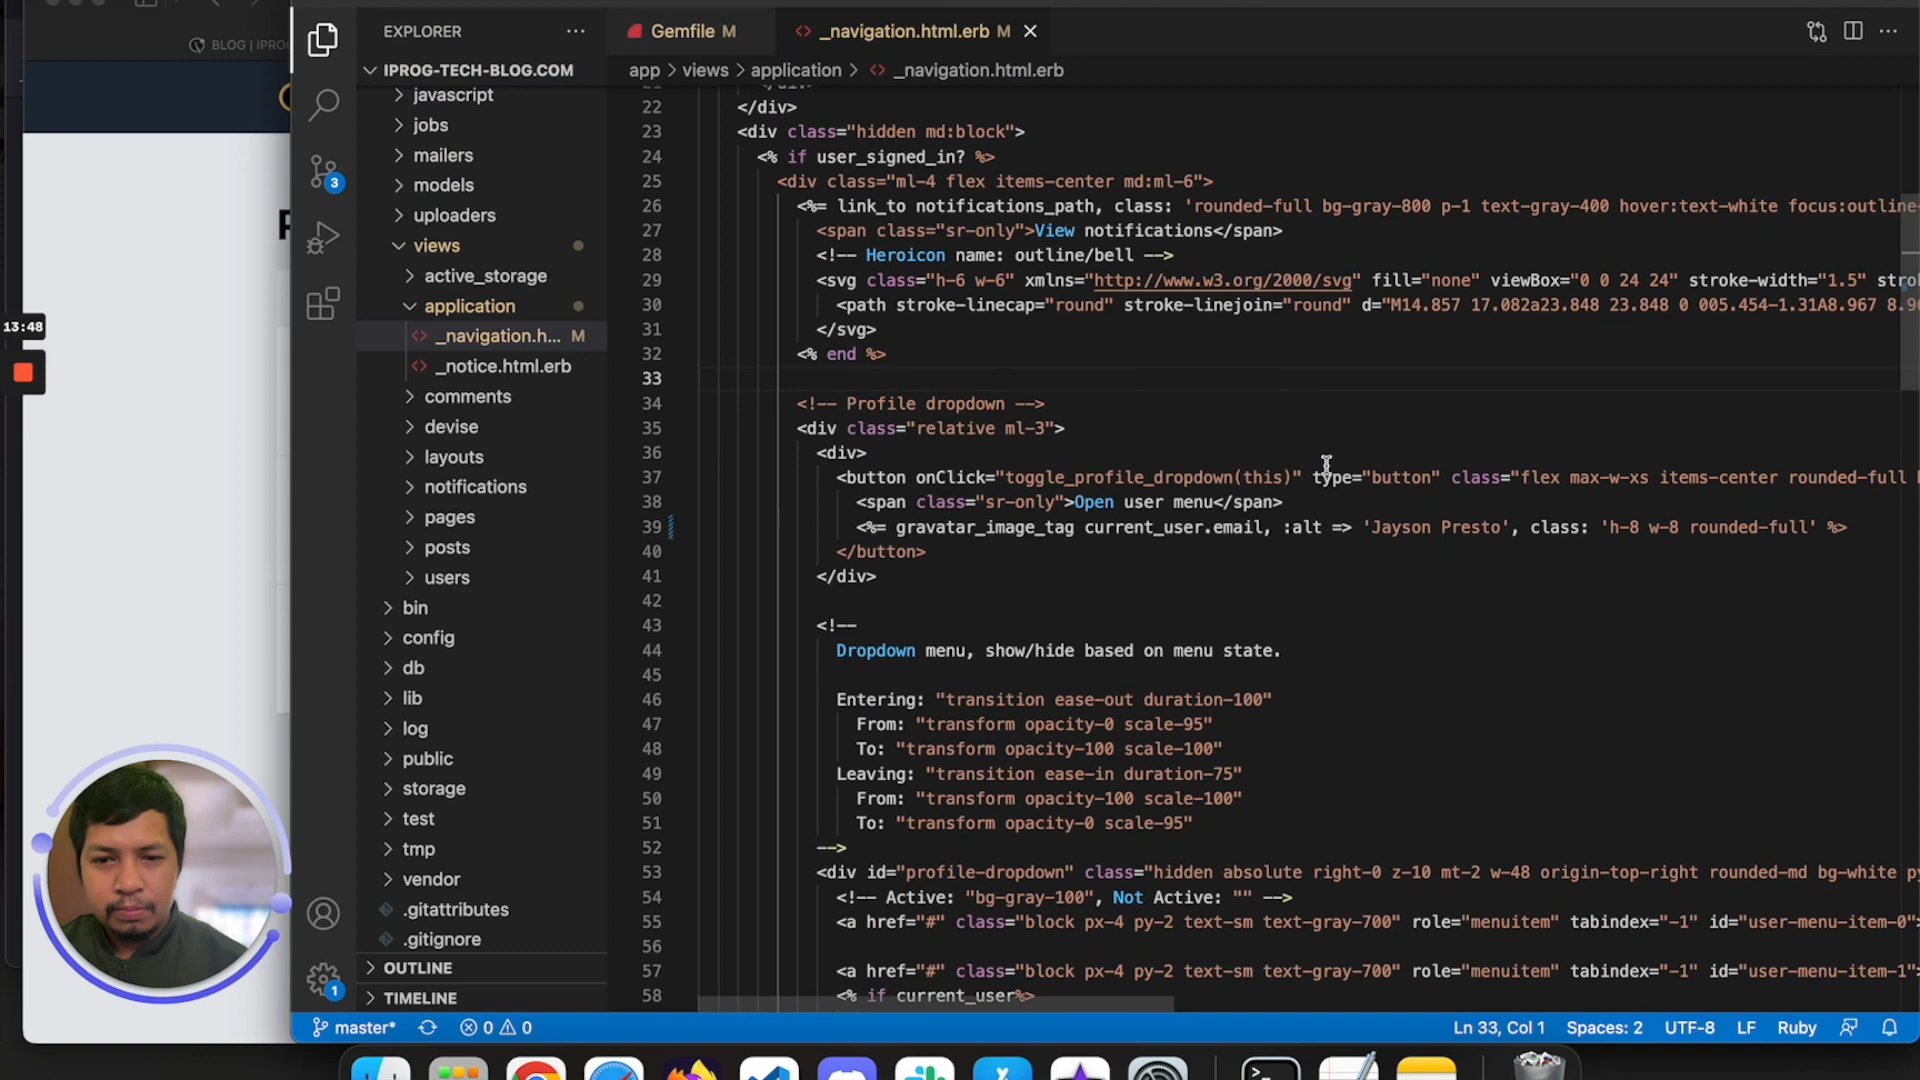 BLOG | IPROG
13:48
EXPLORER
IPROG-TECH-BLOG.COM
javascript
jobs
mailers
models
uploaders
views
active_storage
application
_navigation.h... M
_notice.html.erb
comments
devise
layouts
notifications
pages
posts
users
bin
config
db
lib
log
public
storage
test
tmp
vendor
.gitattributes
.gitignore
OUTLINE
TIMELINE
3
1
Gemfile M
_navigation.html.erb M
app > views > application > _navigation.html.erb
22 </div>
23 <div class="hidden md:block">
24 <% if user_signed_in? %>
25 <div class="ml-4 flex items-center md:ml-6">
26 <%= link_to notifications_path, class: 'rounded-full bg-gray-800 p-1 text-gray-400 hover:text-white focus:outline-
27 <span class="sr-only">View notifications</span>
28 <!-- Heroicon name: outline/bell -->
29 <svg class="h-6 w-6" xmlns="http://www.w3.org/2000/svg" fill="none" viewBox="0 0 24 24" stroke-width="1.5" stro
30 <path stroke-linecap="round" stroke-linejoin="round" d="M14.857 17.082a23.848 23.848 0 005.454-1.31A8.967 8.9
31 </svg>
32 <% end %>
33
34 <!-- Profile dropdown -->
35 <div class="relative ml-3">
36 <div>
37 <button onClick="toggle_profile_dropdown(this)" type="button" class="flex max-w-xs items-center rounded-full
38 <span class="sr-only">Open user menu</span>
39 <%= gravatar_image_tag current_user.email, :alt => 'Jayson Presto', class: 'h-8 w-8 rounded-full' %>
40 </button>
41 </div>
42
43 <!--
44 Dropdown menu, show/hide based on menu state.
45
46 Entering: "transition ease-out duration-100"
47 From: "transform opacity-0 scale-95"
48 To: "transform opacity-100 scale-100"
49 Leaving: "transition ease-in duration-75"
50 From: "transform opacity-100 scale-100"
51 To: "transform opacity-0 scale-95"
52 -->
53 <div id="profile-dropdown" class="hidden absolute right-0 z-10 mt-2 w-48 origin-top-right rounded-md bg-white py
54 <!-- Active: "bg-gray-100", Not Active: "" -->
55 <a href="#" class="block px-4 py-2 text-sm text-gray-700" role="menuitem" tabindex="-1" id="user-menu-item-0">
56
57 <a href="#" class="block px-4 py-2 text-sm text-gray-700" role="menuitem" tabindex="-1" id="user-menu-item-1">
58 <% if current_user%>
master* 0 0 Ln 33, Col 1 Spaces: 2 UTF-8 LF Ruby